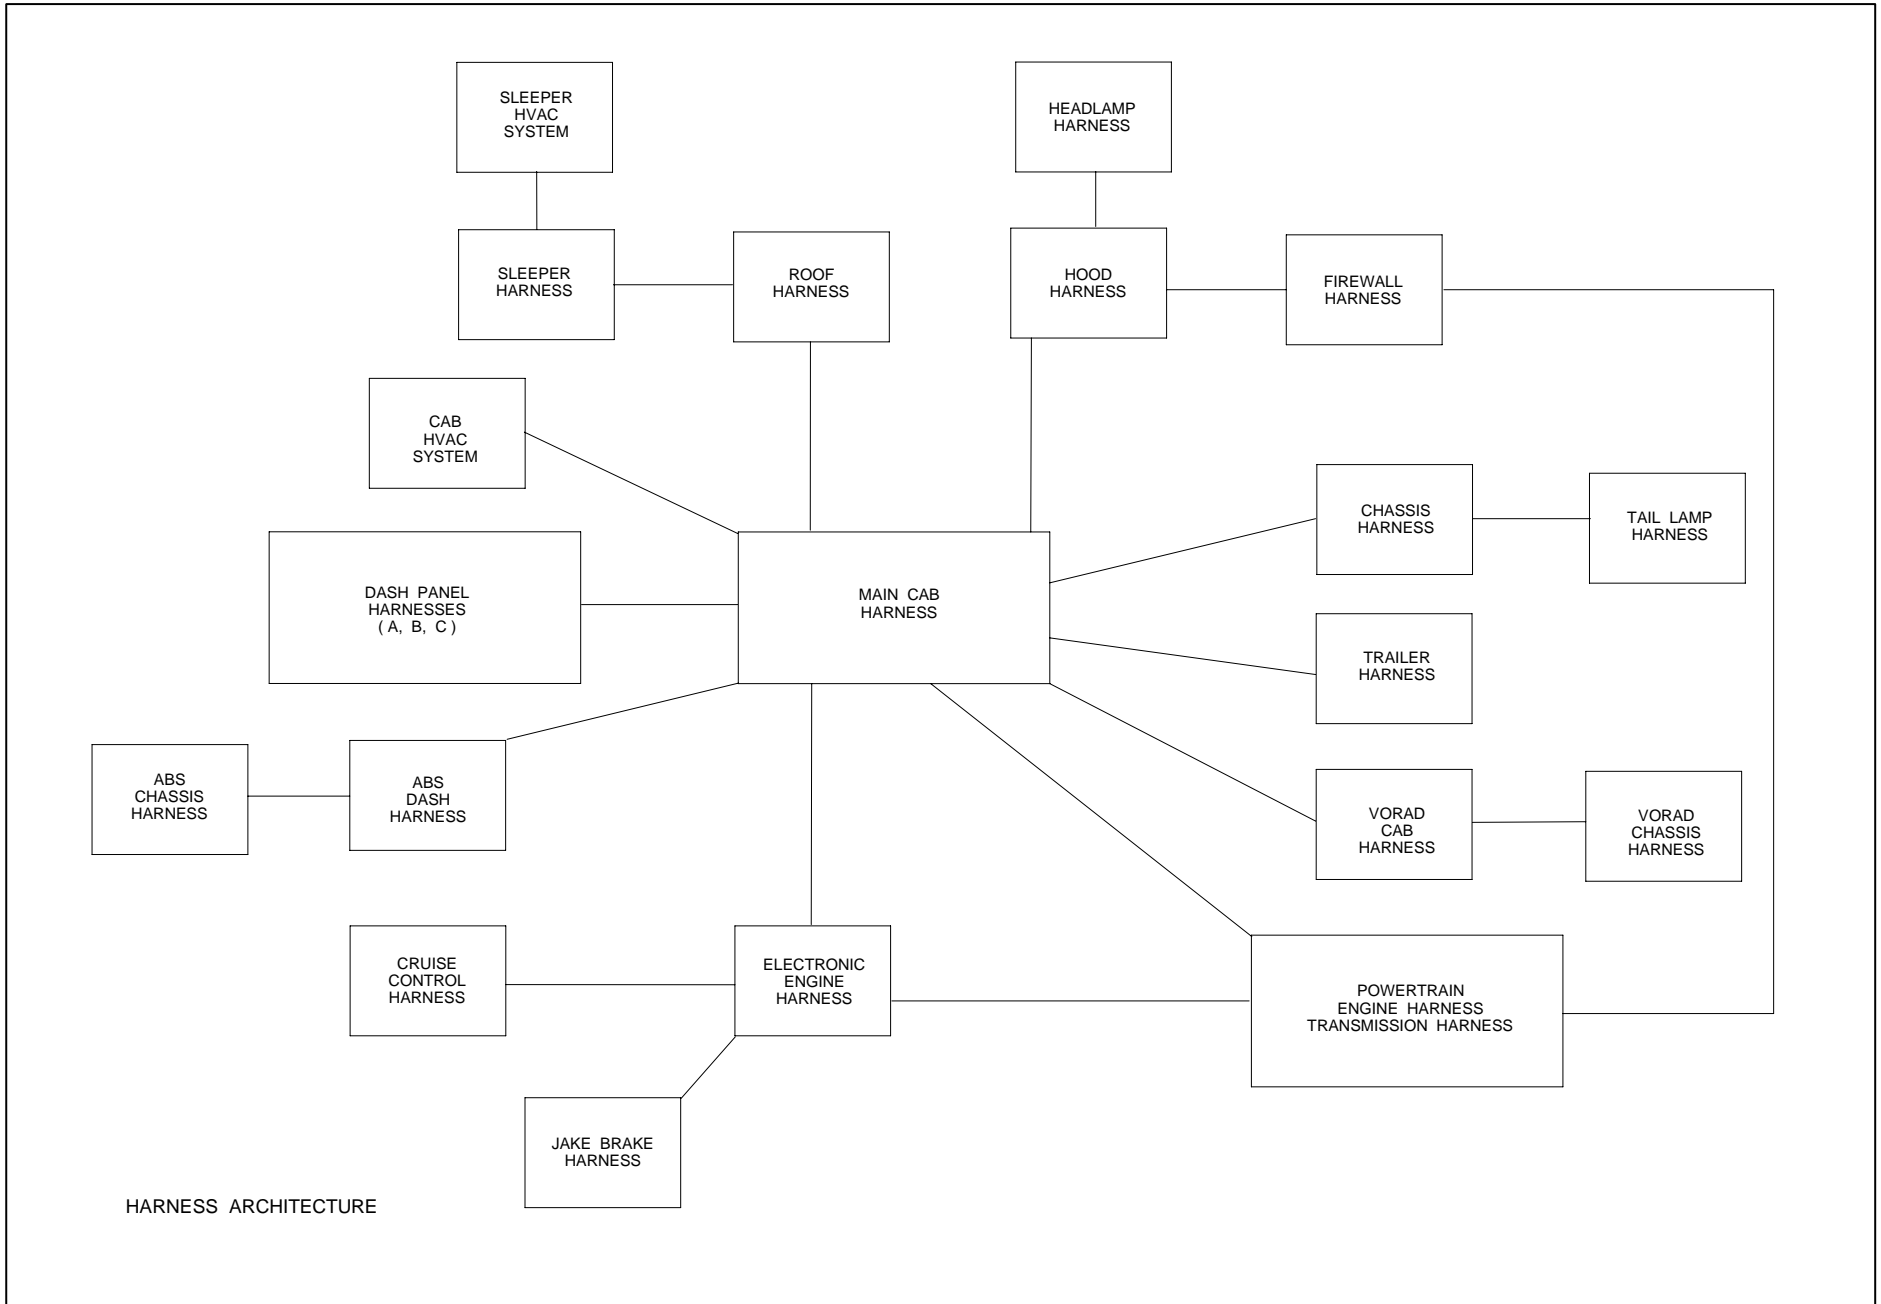 SLEEPER
HVAC
SYSTEM
HEADLAMP
HARNESS
SLEEPER
HARNESS
ROOF
HARNESS
HOOD
HARNESS
FIREWALL
HARNESS
CAB
HVAC
SYSTEM
CHASSIS
HARNESS
TAIL LAMP
HARNESS
DASH PANEL
HARNESSES
( A, B, C )
MAIN CAB
HARNESS
TRAILER
HARNESS
ABS
CHASSIS
HARNESS
ABS
DASH
HARNESS
VORAD
CAB
HARNESS
VORAD
CHASSIS
HARNESS
CRUISE
CONTROL
HARNESS
ELECTRONIC
ENGINE
HARNESS
POWERTRAIN
ENGINE HARNESS
TRANSMISSION HARNESS
JAKE BRAKE
HARNESS
HARNESS ARCHITECTURE